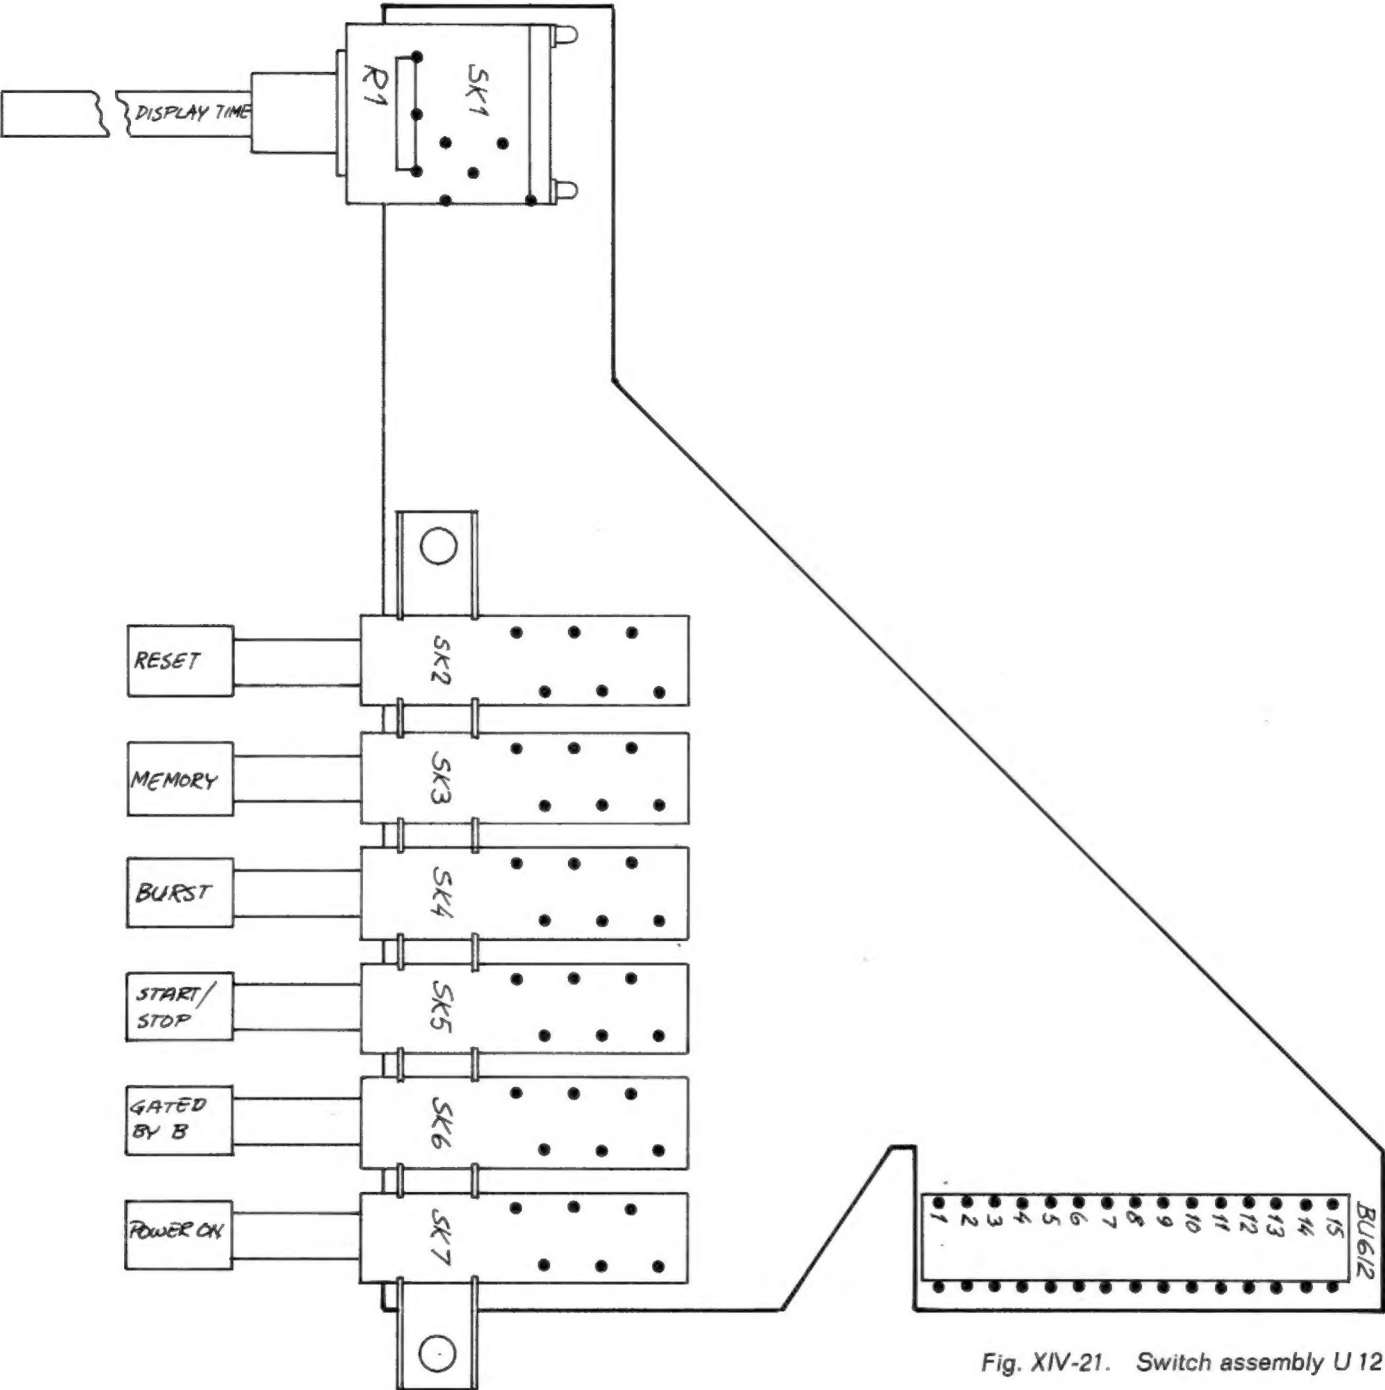 DISPLAY TIME
R1
SK1
RESET
SK2
MEMORY
SK3
BURST
SK4
START/
STOP
SK5
GATED
BY B
SK6
POWER ON
SK7
1 2 3 4 5 6 7 8 9 10 11 12 13 14 15
BU612
Fig. XIV-21. Switch assembly U 12